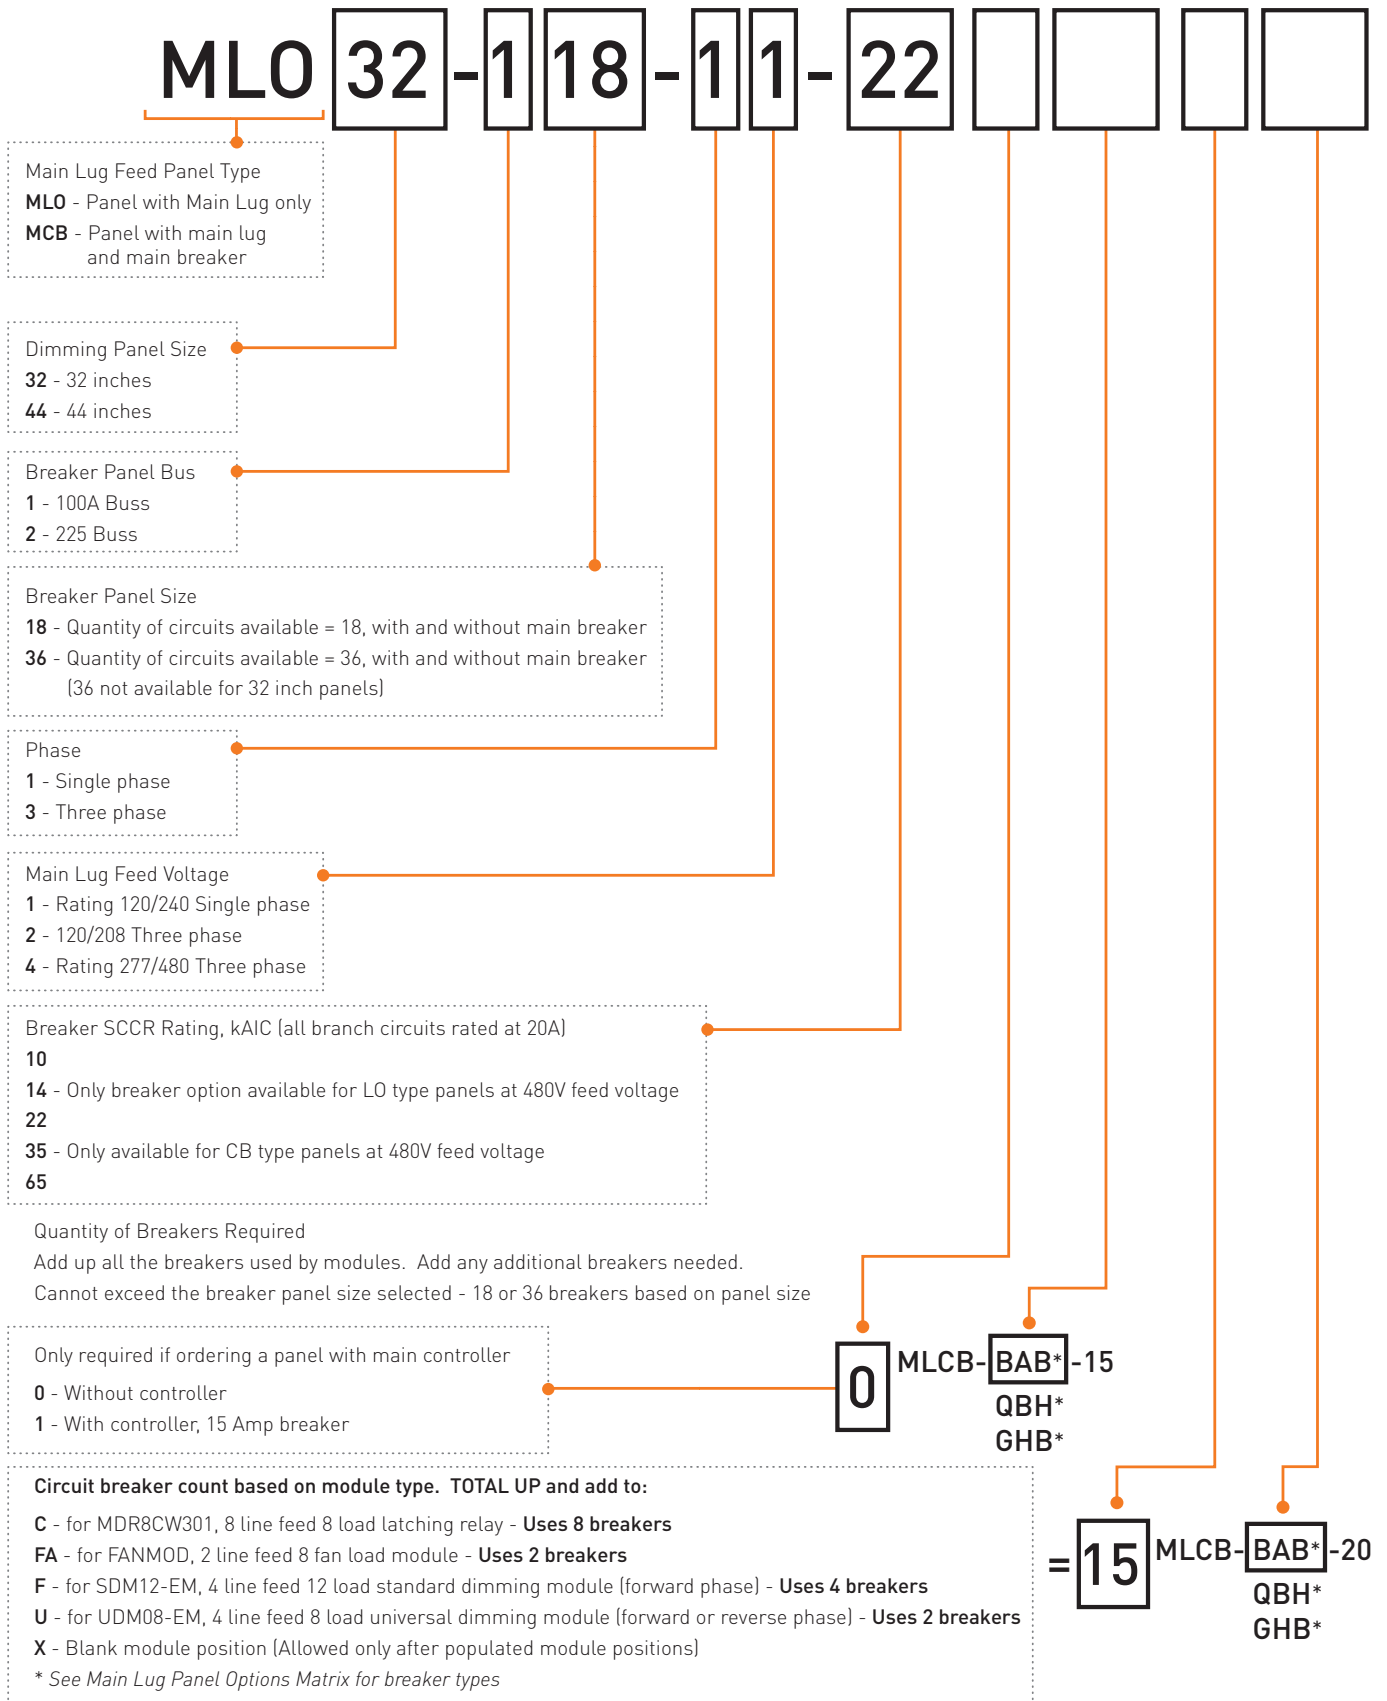 MLO 32 - 1 18 - 1 1 - 22
Main Lug Feed Panel Type
MLO - Panel with Main Lug only
MCB - Panel with main lug
and main breaker
Dimming Panel Size
32 - 32 inches
44 - 44 inches
Breaker Panel Bus
1 - 100A Buss
2 - 225 Buss
Breaker Panel Size
18 - Quantity of circuits available = 18, with and without main breaker
36 - Quantity of circuits available = 36, with and without main breaker
(36 not available for 32 inch panels)
Phase
1 - Single phase
3 - Three phase
Main Lug Feed Voltage
1 - Rating 120/240 Single phase
2 - 120/208 Three phase
4 - Rating 277/480 Three phase
Breaker SCCR Rating, kAIC (all branch circuits rated at 20A)
10
14 - Only breaker option available for LO type panels at 480V feed voltage
22
35 - Only available for CB type panels at 480V feed voltage
65
Quantity of Breakers Required
Add up all the breakers used by modules. Add any additional breakers needed.
Cannot exceed the breaker panel size selected - 18 or 36 breakers based on panel size
Only required if ordering a panel with main controller
0 - Without controller
1 - With controller, 15 Amp breaker
0 MLCB- BAB* -15
QBH*
GHB*
Circuit breaker count based on module type. TOTAL UP and add to:
C - for MDR8CW301, 8 line feed 8 load latching relay - Uses 8 breakers
FA - for FANMOD, 2 line feed 8 fan load module - Uses 2 breakers
F - for SDM12-EM, 4 line feed 12 load standard dimming module (forward phase) - Uses 4 breakers
U - for UDM08-EM, 4 line feed 8 load universal dimming module (forward or reverse phase) - Uses 2 breakers
X - Blank module position (Allowed only after populated module positions)
* See Main Lug Panel Options Matrix for breaker types
= 15 MLCB- BAB* -20
QBH*
GHB*